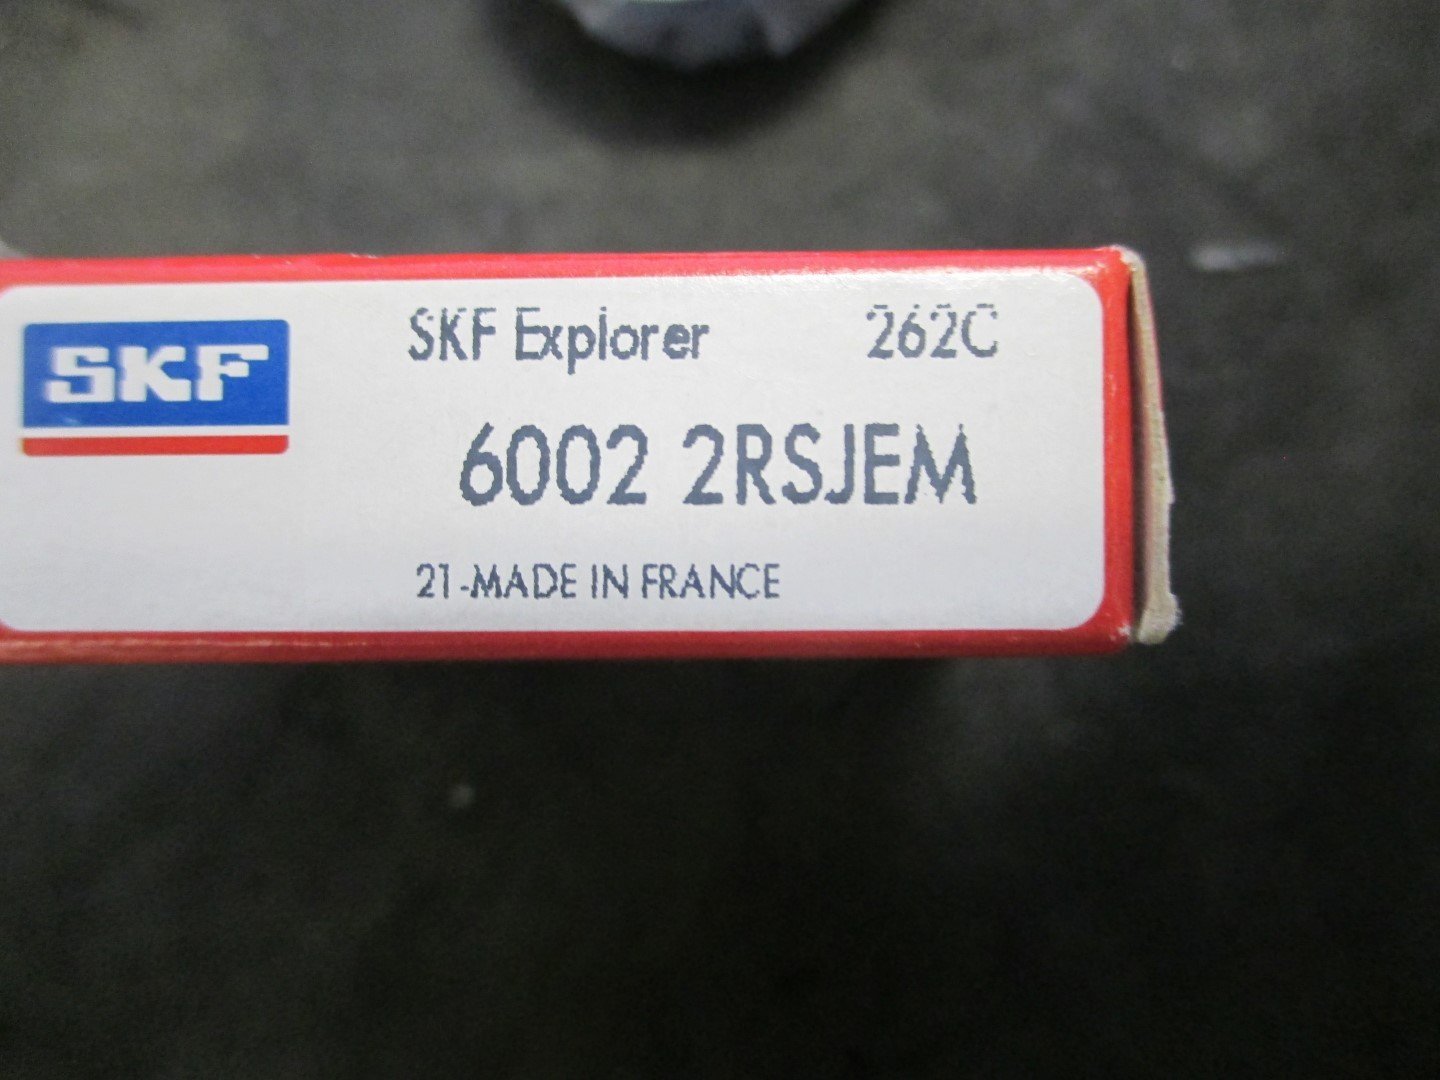 SKF
SKF Explorer 262C
6002 2RSJEM
21-MADE IN FRANCE